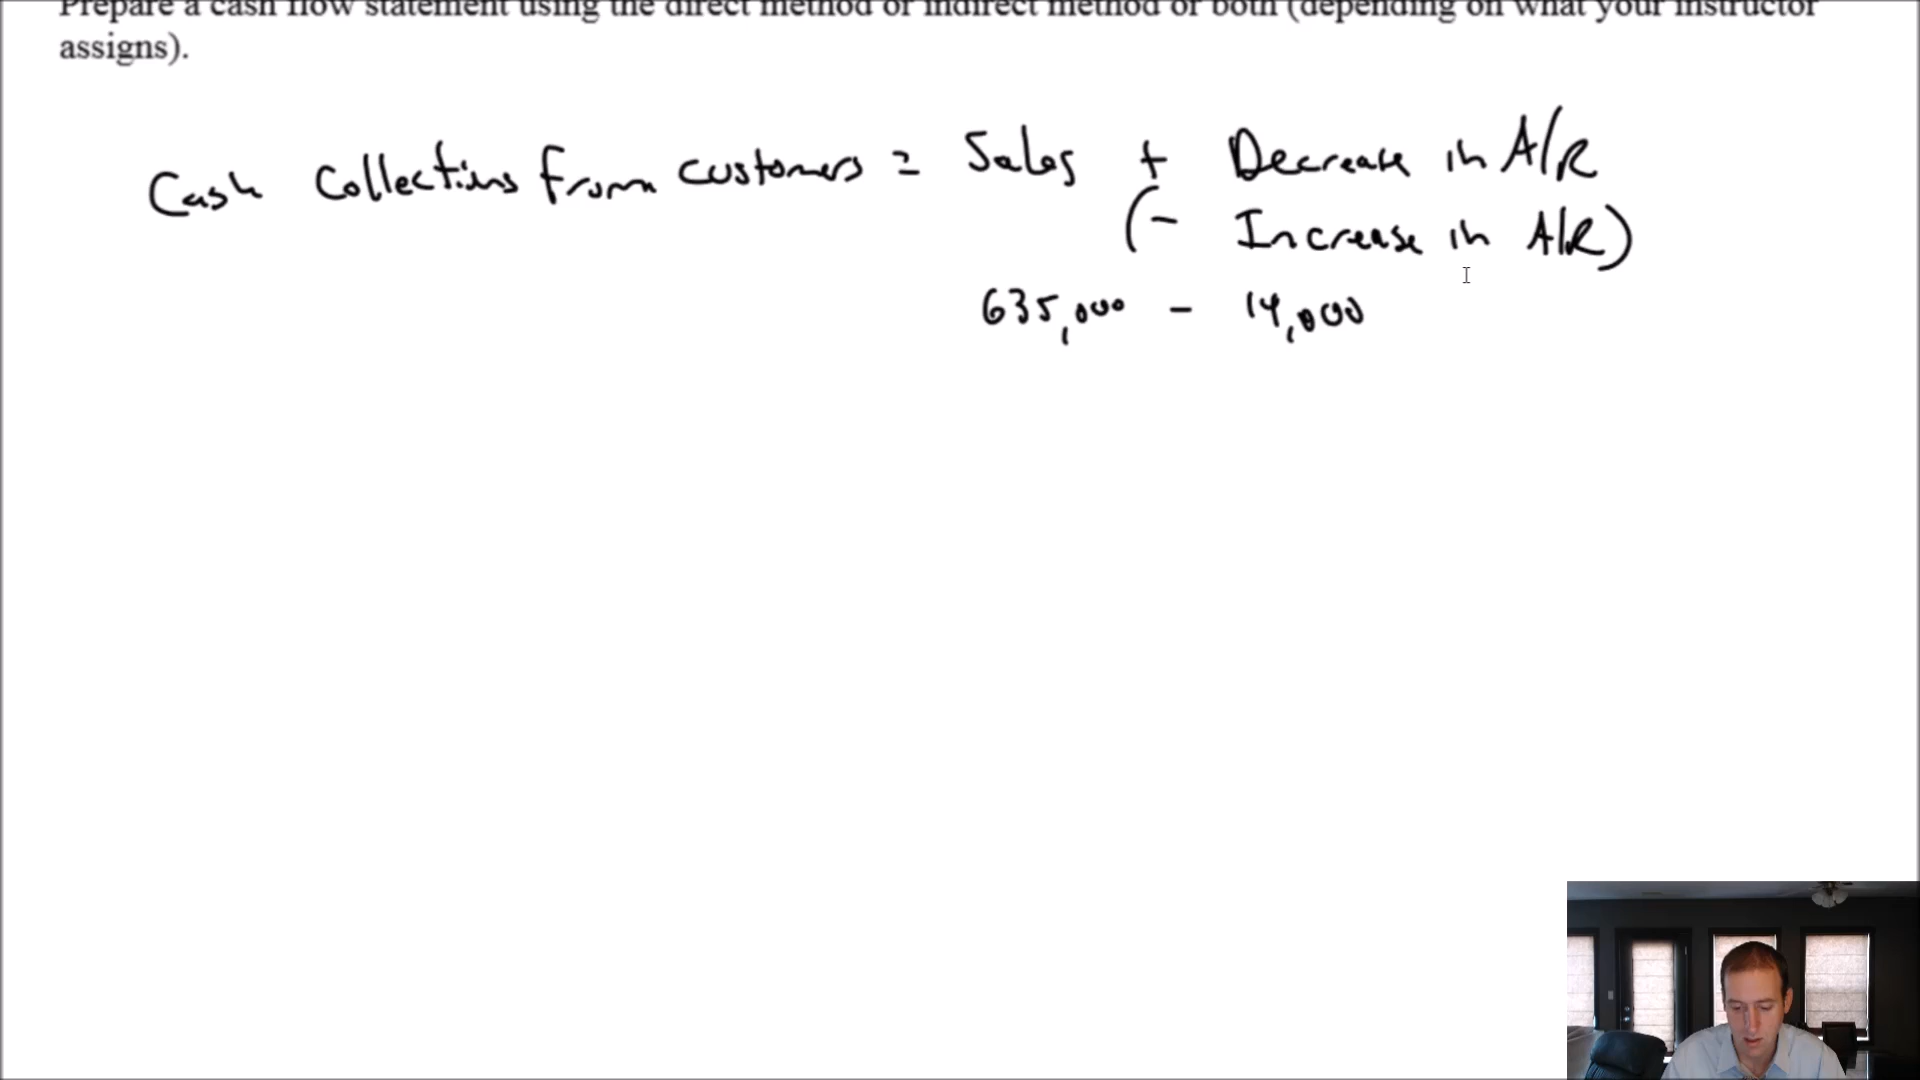 Prepare a cash flow statement using the direct method or indirect method or both (depending on what your instructor
assigns).
Cash Collections from customers = Sales + Decrease in A/R
(- Increase in A/R)
635,000 - 14,000